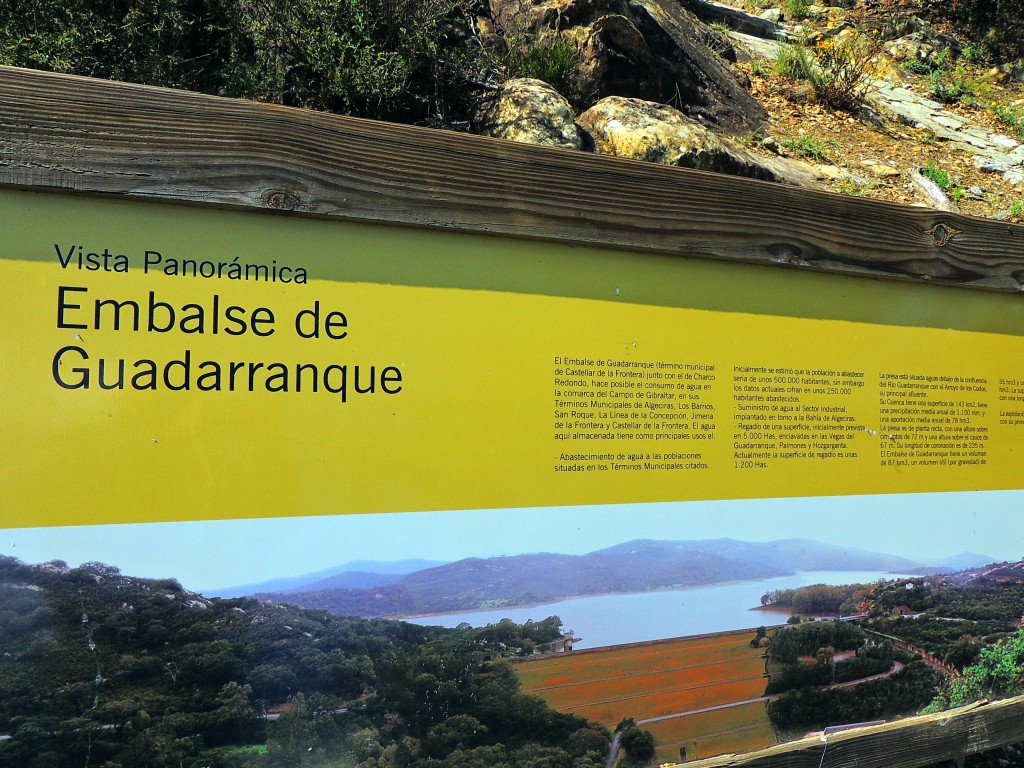 Vista Panorámica
Embalse de
Guadarranque
El Embalse de Guadarranque (término municipal
de Castellar de la Frontera) junto con el de Charco
Redondo, hace posible el consumo de agua en
la comarca del Campo de Gibraltar, en sus
Términos Municipales de Algeciras, Los Barrios,
San Roque, La Línea de la Concepción, Jimena
de la Frontera y Castellar de la Frontera. El agua
aquí almacenada tiene como principales usos el:
- Abastecimiento de agua a las poblaciones
situadas en los Términos Municipales citados.
Inicialmente se estimó que la población a abastecer
seria de unos 500.000 habitantes, sin embargo
los datos actuales cifran en unos 250.000
habitantes abastecidos.
- Suministro de agua al Sector Industrial,
implantado en torno a la Bahía de Algeciras.
- Regadío de una superficie, inicialmente prevista
en 5.000 Has, enclavadas en las Vegas del
Guadarranque, Palmones y Hozgarganta.
Actualmente la superficie de regadío es unas
1.200 Has.
La presa está situada aguas debajo de la confluencia
del Río Guadarranque con el Arroyo de los Codos,
su principal afluente.
Su Cuenca tiene una superficie de 143 km2, tiene
una precipitación media anual de 1.100 mm, y
una aportación media anual de 78 hm3.
La presa es de planta recta, con una altura sobre
cimientos de 72 m y una altura sobre el cauce de
67 m. Su longitud de coronación es de 235 m.
El Embalse de Guadarranque tiene un volumen
de 87 hm3, un volumen útil (por gravedad) de
55 hm3 y
hm3. La
con una
La
con su